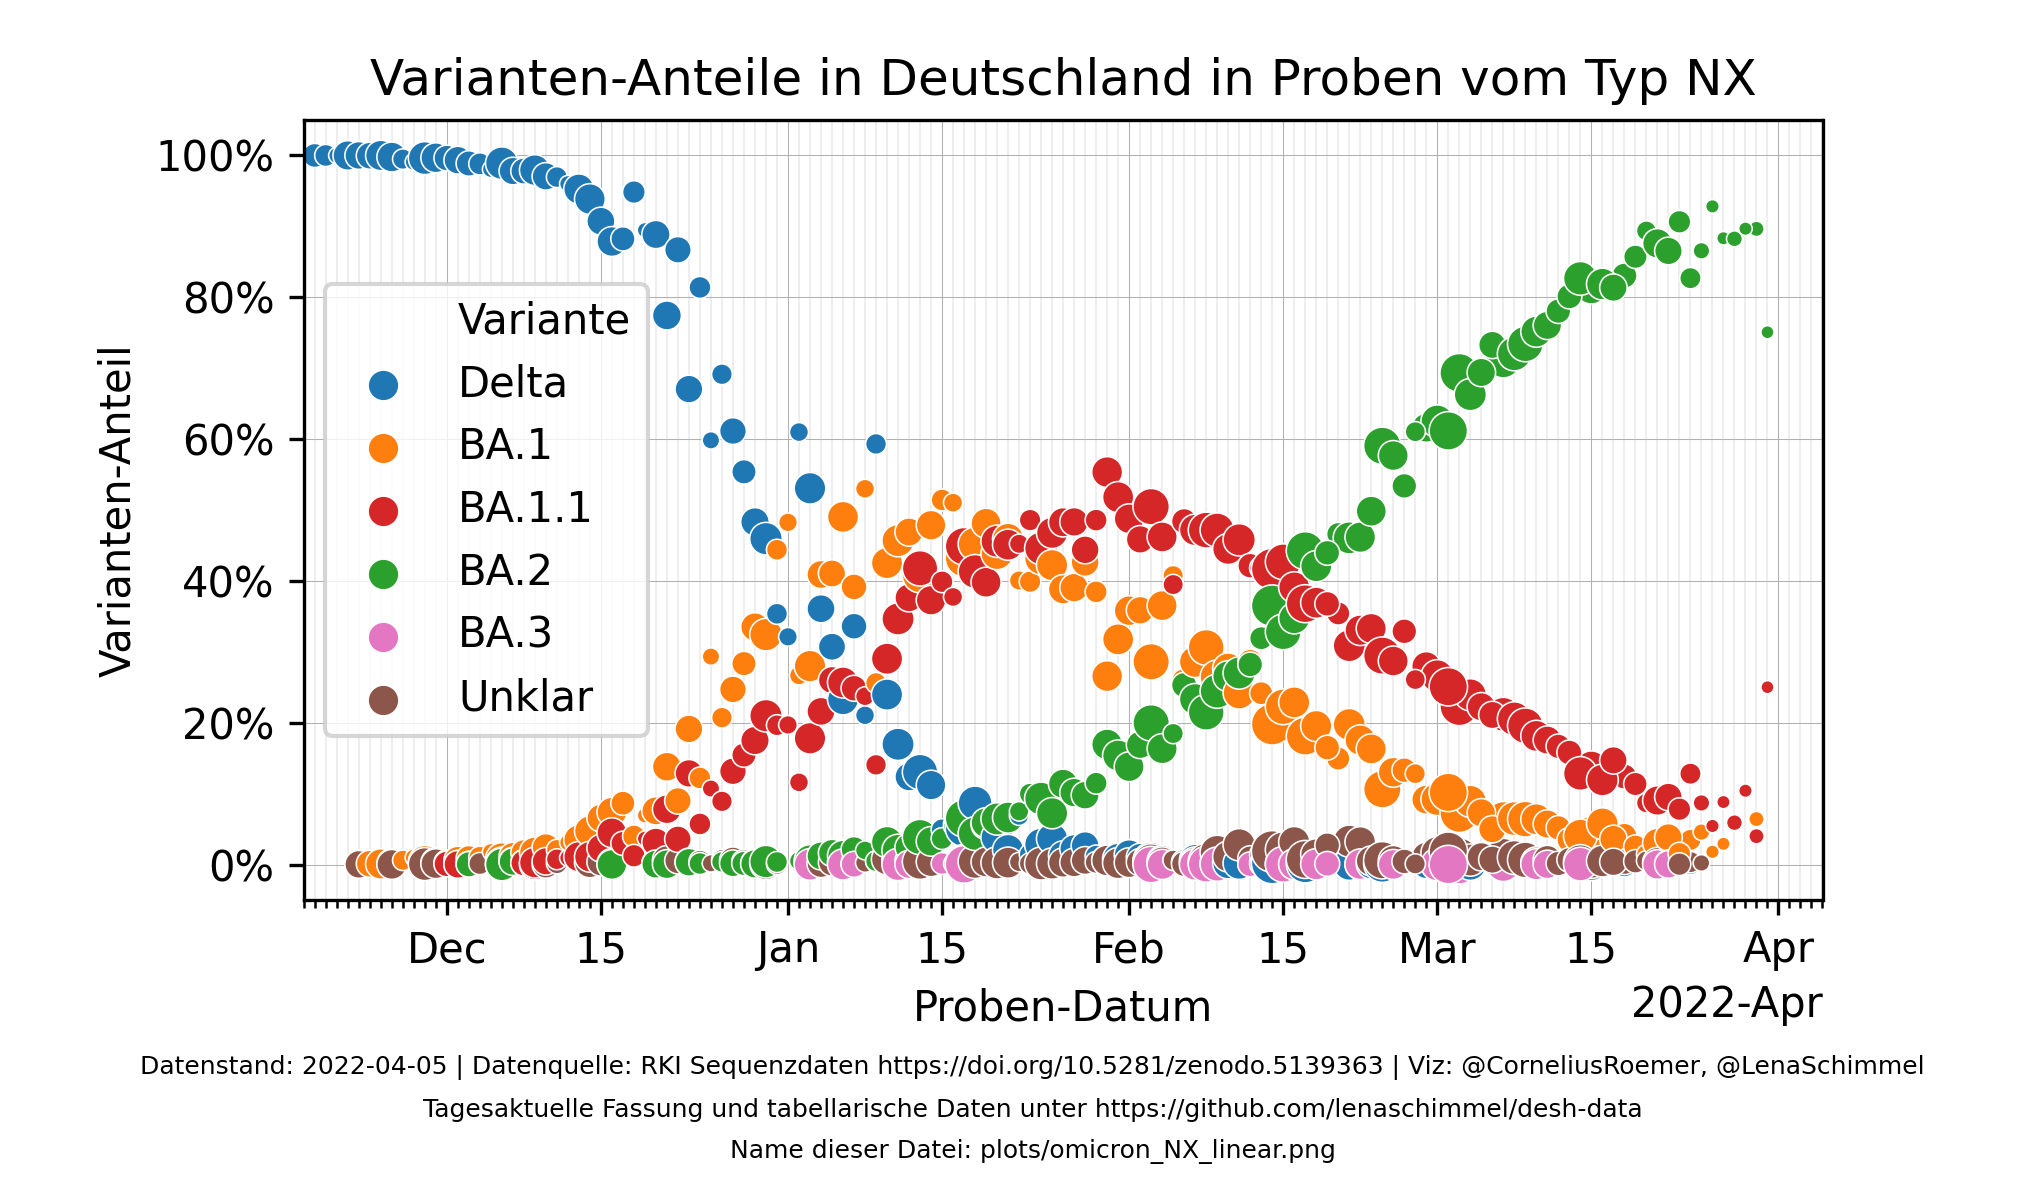 Varianten-Anteile in Deutschland in Proben vom Typ NX
Varianten-Anteil
100%
80%
60%
40%
20%
0%
Variante
Delta
BA.1
BA.1.1
BA.2
BA.3
Unklar
Dec 15 Jan 15 Feb 15 Mar 15 Apr
Proben-Datum
2022-Apr
Datenstand: 2022-04-05 | Datenquelle: RKI Sequenzdaten https://doi.org/10.5281/zenodo.5139363 | Viz: @CorneliusRoemer, @LenaSchimmel
Tagesaktuelle Fassung und tabellarische Daten unter https://github.com/lenaschimmel/desh-data
Name dieser Datei: plots/omicron_NX_linear.png